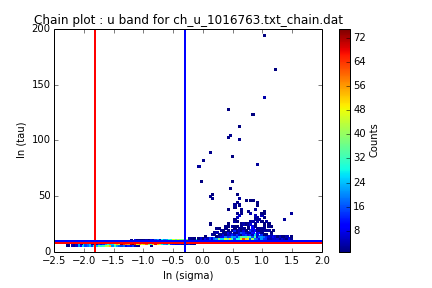 Chain plot : u band for ch_u_1016763.txt_chain.dat
200
150
100
50
0
ln (tau)
−2.5 −2.0 −1.5 −1.0 −0.5 0.0 0.5 1.0 1.5 2.0
ln (sigma)
72
64
56
48
40
32
24
16
8
Counts